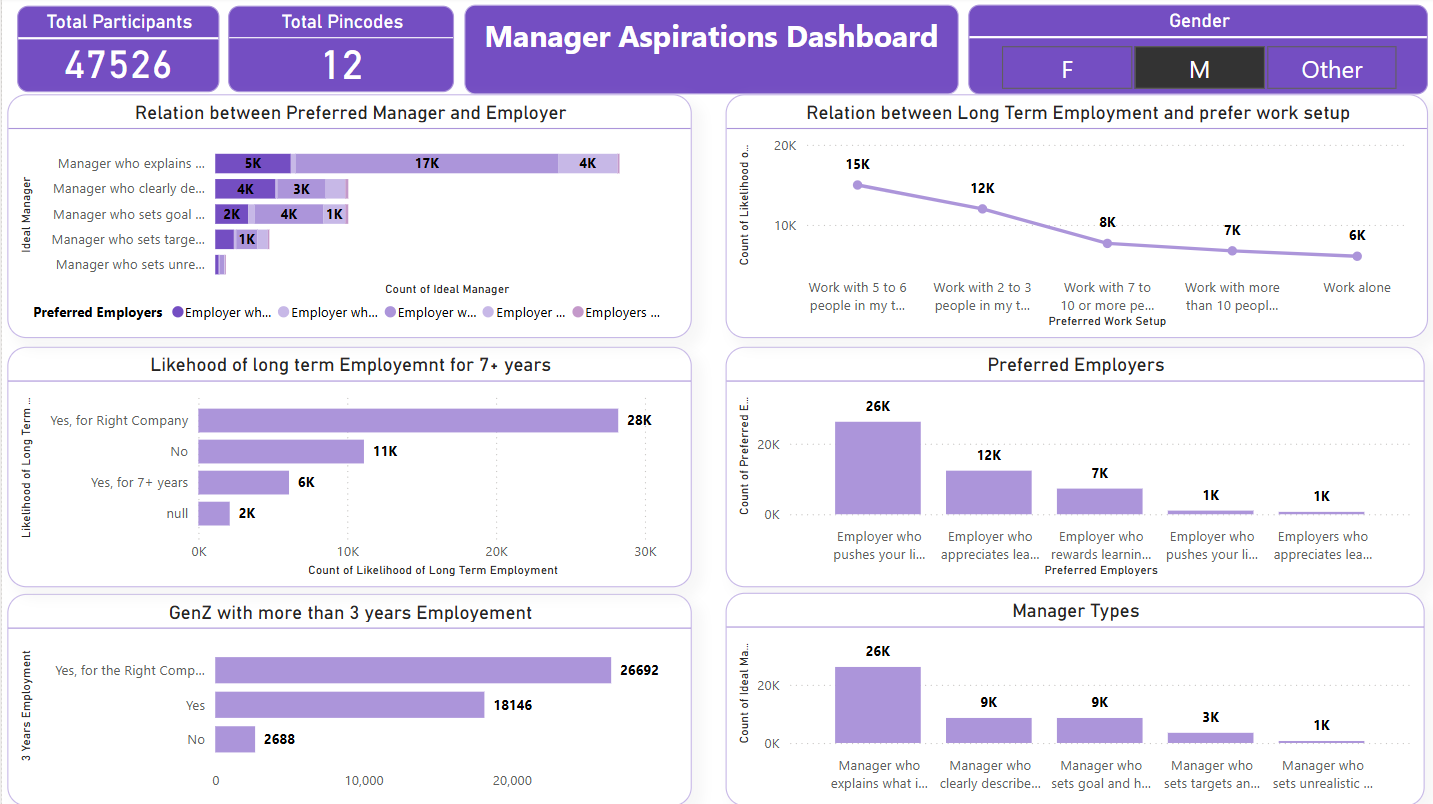 Total Participants
47526
Total Pincodes
12
Manager Aspirations Dashboard
Gender
F
M
Other
Relation between Preferred Manager and Employer
Ideal Manager
Manager who explains ...
5K
17K
4K
Manager who clearly de...
4K
3K
Manager who sets goal ...
2K
4K
1K
Manager who sets targe...
1K
Manager who sets unre...
Count of Ideal Manager
Preferred Employers
Employer wh...
Employer wh...
Employer w...
Employer ...
Employers ...
Relation between Long Term Employment and prefer work setup
Count of Likelihood o...
20K
10K
15K
12K
8K
7K
6K
Work with 5 to 6
people in my t...
Work with 2 to 3
people in my t...
Work with 7 to
10 or more pe...
Work with more
than 10 peopl...
Work alone
Preferred Work Setup
Likehood of long term Employemnt for 7+ years
Likelihood of Long Term ...
Yes, for Right Company
28K
No
11K
Yes, for 7+ years
6K
null
2K
0K
10K
20K
30K
Count of Likelihood of Long Term Employment
Preferred Employers
Count of Preferred E...
20K
0K
26K
12K
7K
1K
1K
Employer who
pushes your li...
Employer who
appreciates lea...
Employer who
rewards learnin...
Employer who
pushes your li...
Employers who
appreciates lea...
Preferred Employers
GenZ with more than 3 years Employement
3 Years Employment
Yes, for the Right Comp...
26692
Yes
18146
No
2688
0
10,000
20,000
Manager Types
Count of Ideal Ma...
20K
0K
26K
9K
9K
3K
1K
Manager who
explains what i...
Manager who
clearly describe...
Manager who
sets goal and h...
Manager who
sets targets an...
Manager who
sets unrealistic ...